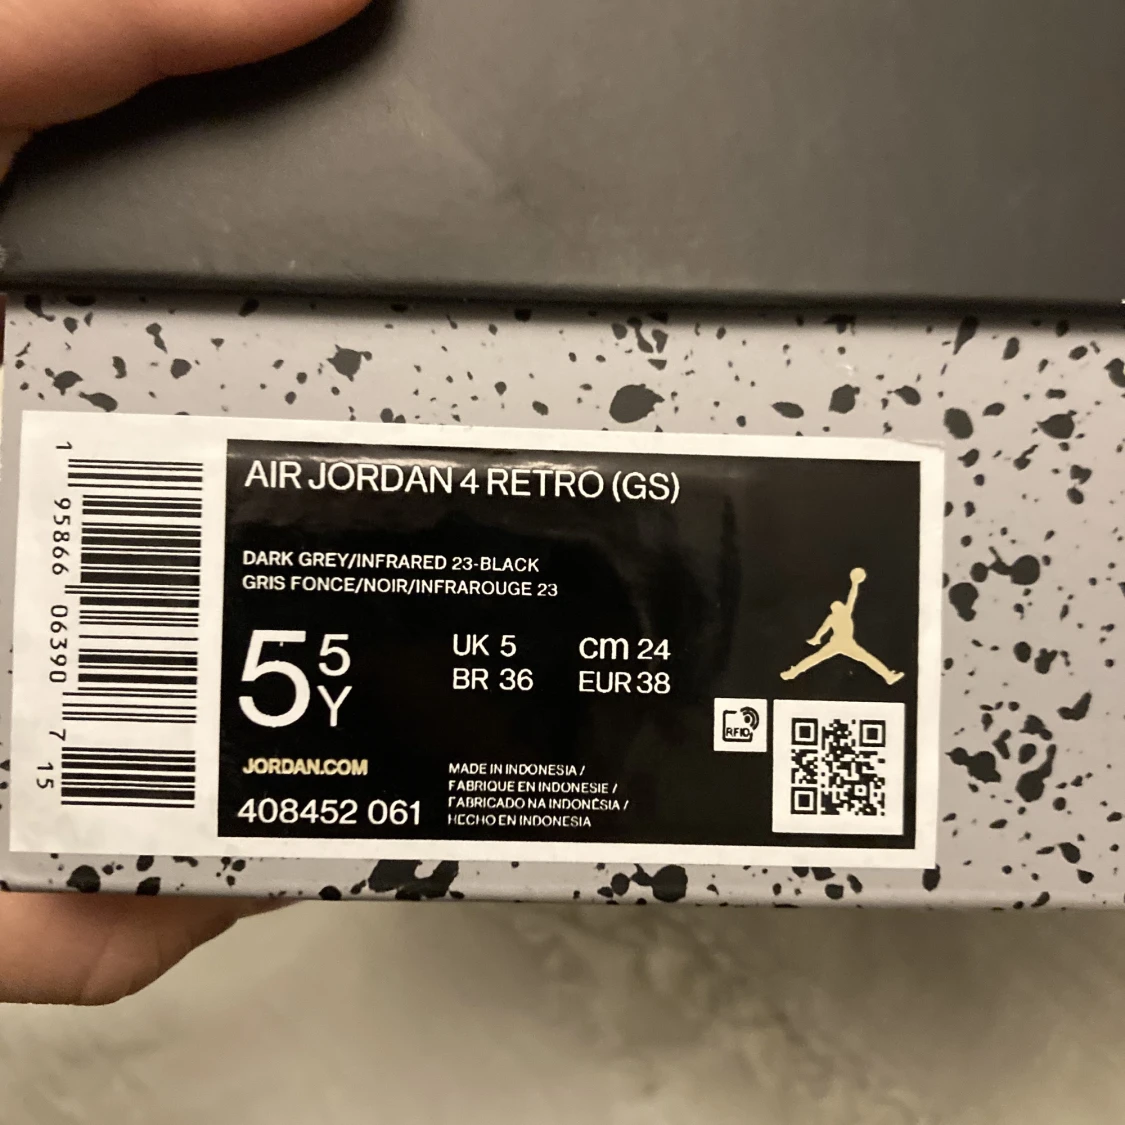 1 95866 06390 7 15
AIR JORDAN 4 RETRO (GS)
DARK GREY/INFRARED 23-BLACK
GRIS FONCE/NOIR/INFRAROUGE 23
5 5 Y
UK 5 cm 24
BR 36 EUR 38
RFID
JORDAN.COM
408452 061
MADE IN INDONESIA /
FABRIQUE EN INDONESIE /
FABRICADO NA INDONÉSIA /
HECHO EN INDONESIA